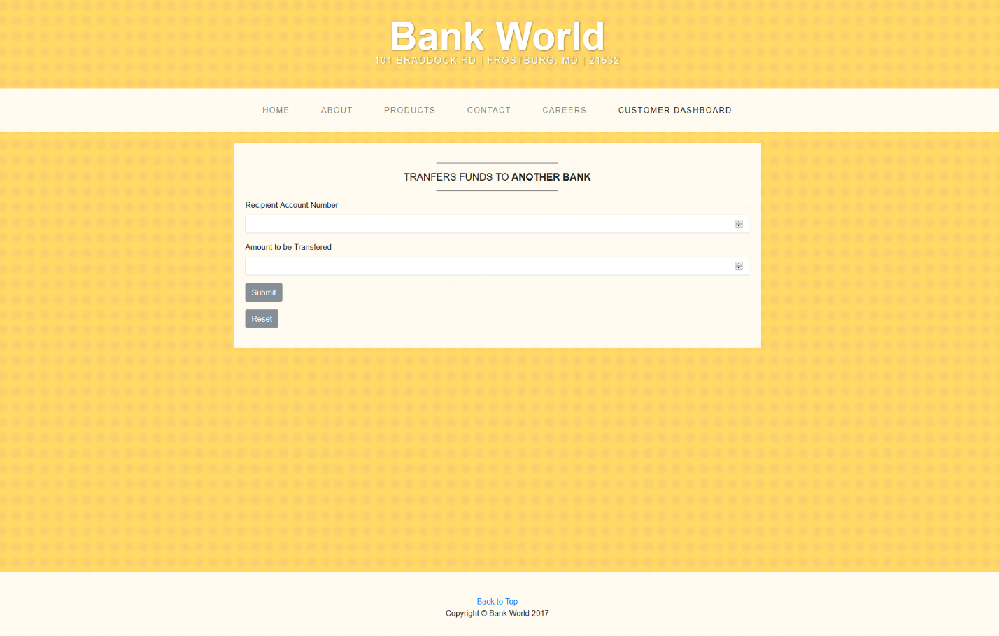 Bank World
101 BRADDOCK RD | FROSTBURG, MD | 21532
HOME ABOUT PRODUCTS CONTACT CAREERS CUSTOMER DASHBOARD
TRANFERS FUNDS TO ANOTHER BANK
Recipient Account Number
Amount to be Transfered
Submit
Reset
Back to Top
Copyright © Bank World 2017